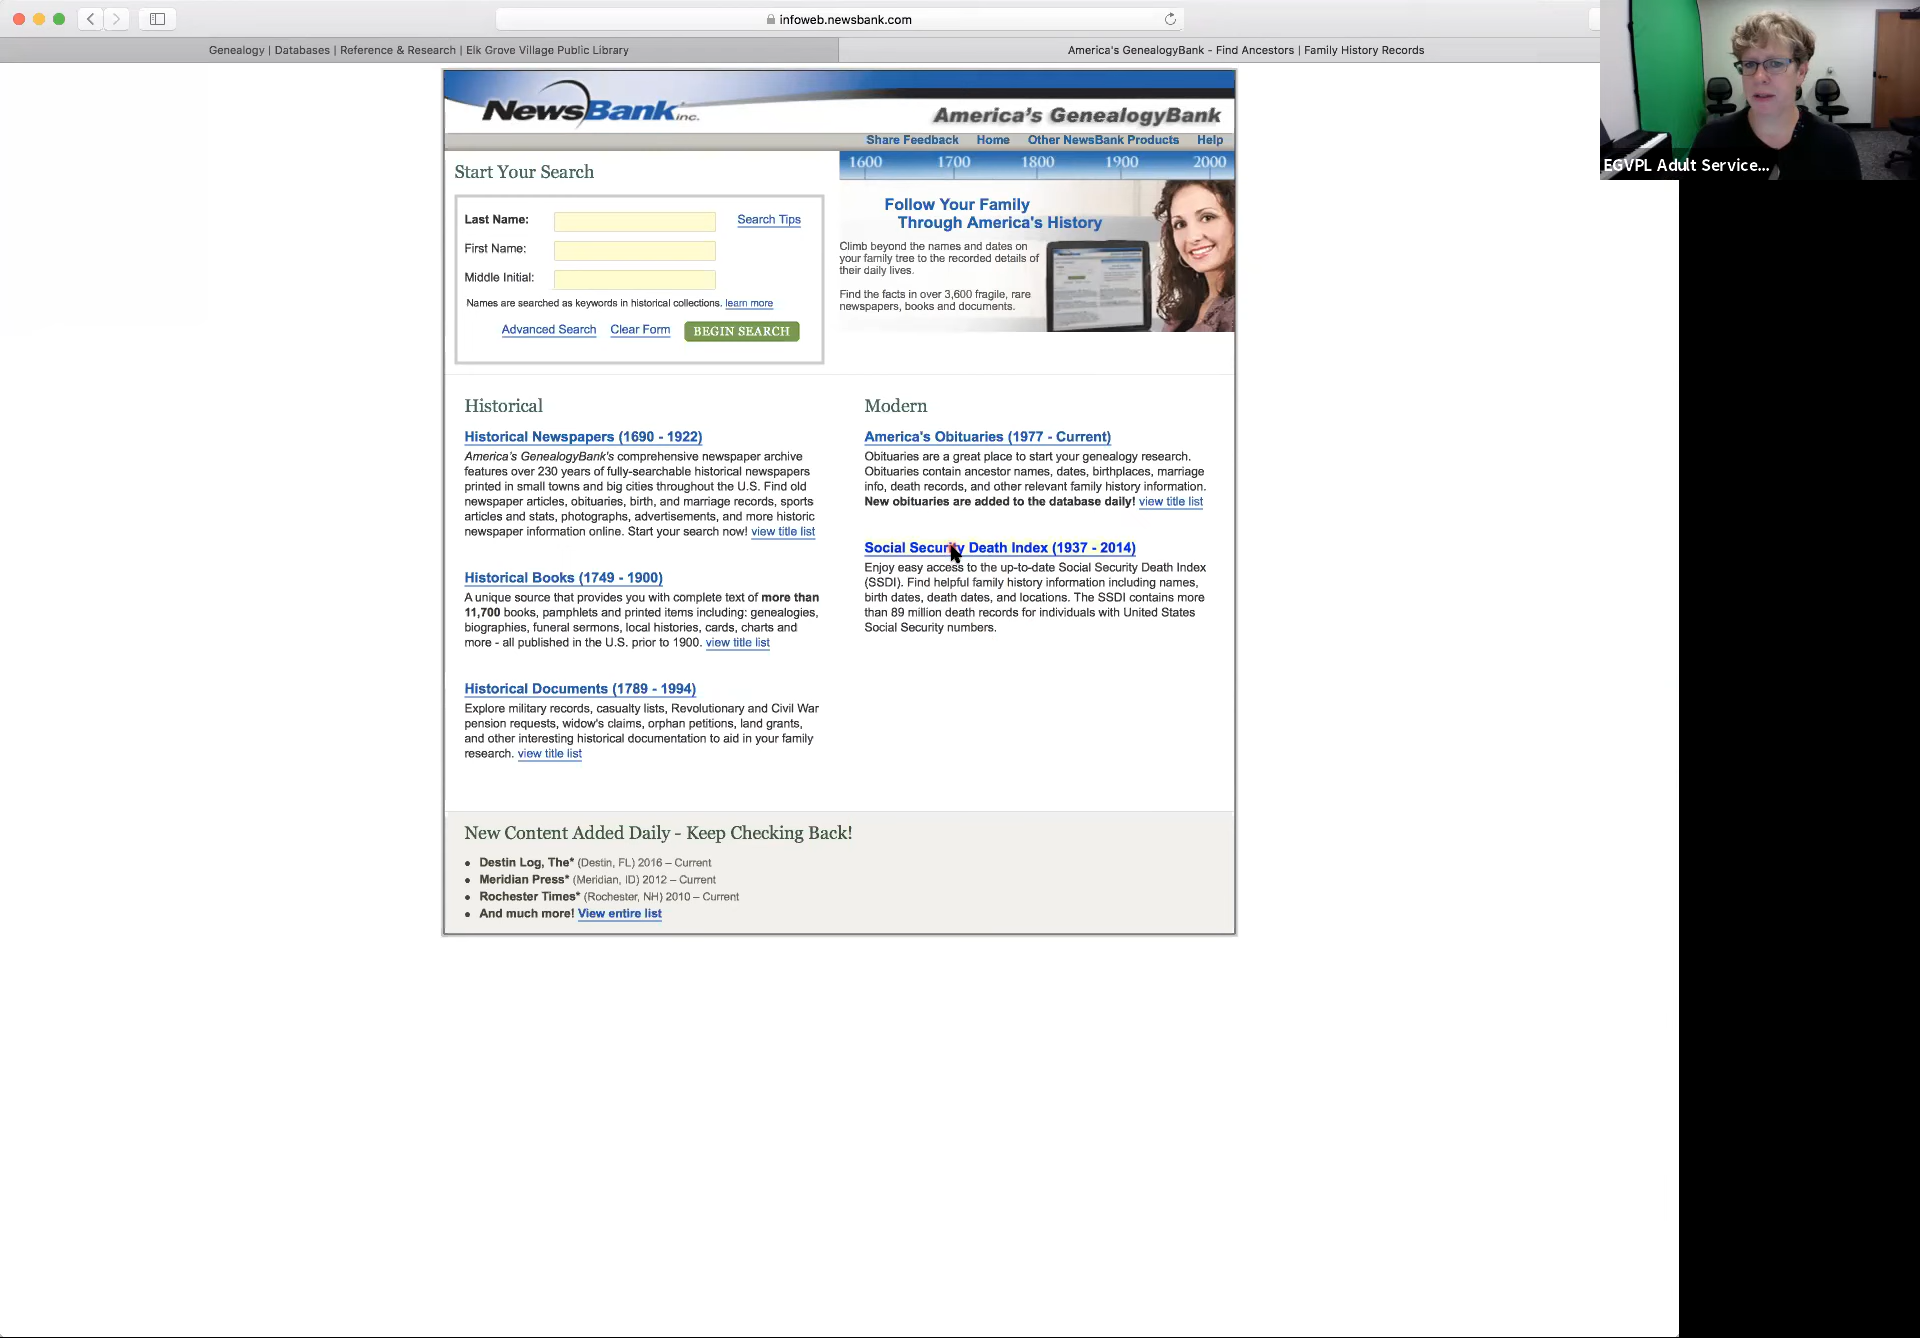 infoweb.newsbank.com
Genealogy | Databases | Reference & Research | Elk Grove Village Public Library
America's GenealogyBank - Find Ancestors | Family History Records
EGVPL Adult Service...
NewsBank inc.
America's GenealogyBank
Share Feedback Home Other NewsBank Products Help
Start Your Search
Last Name:
Search Tips
First Name:
Middle Initial:
Names are searched as keywords in historical collections. learn more
Advanced Search Clear Form BEGIN SEARCH
1600 1700 1800 1900 2000
Follow Your Family
Through America's History
Climb beyond the names and dates on
your family tree to the recorded details of
their daily lives.
Find the facts in over 3,600 fragile, rare
newspapers, books and documents.
Historical
Historical Newspapers (1690 - 1922)
America's GenealogyBank's comprehensive newspaper archive
features over 230 years of fully-searchable historical newspapers
printed in small towns and big cities throughout the U.S. Find old
newspaper articles, obituaries, birth, and marriage records, sports
articles and stats, photographs, advertisements, and more historic
newspaper information online. Start your search now! view title list
Historical Books (1749 - 1900)
A unique source that provides you with complete text of more than
11,700 books, pamphlets and printed items including: genealogies,
biographies, funeral sermons, local histories, cards, charts and
more - all published in the U.S. prior to 1900. view title list
Historical Documents (1789 - 1994)
Explore military records, casualty lists, Revolutionary and Civil War
pension requests, widow's claims, orphan petitions, land grants,
and other interesting historical documentation to aid in your family
research. view title list
Modern
America's Obituaries (1977 - Current)
Obituaries are a great place to start your genealogy research.
Obituaries contain ancestor names, dates, birthplaces, marriage
info, death records, and other relevant family history information.
New obituaries are added to the database daily! view title list
Social Security Death Index (1937 - 2014)
Enjoy easy access to the up-to-date Social Security Death Index
(SSDI). Find helpful family history information including names,
birth dates, death dates, and locations. The SSDI contains more
than 89 million death records for individuals with United States
Social Security numbers.
New Content Added Daily - Keep Checking Back!
• Destin Log, The* (Destin, FL) 2016 – Current
• Meridian Press* (Meridian, ID) 2012 – Current
• Rochester Times* (Rochester, NH) 2010 – Current
• And much more! View entire list